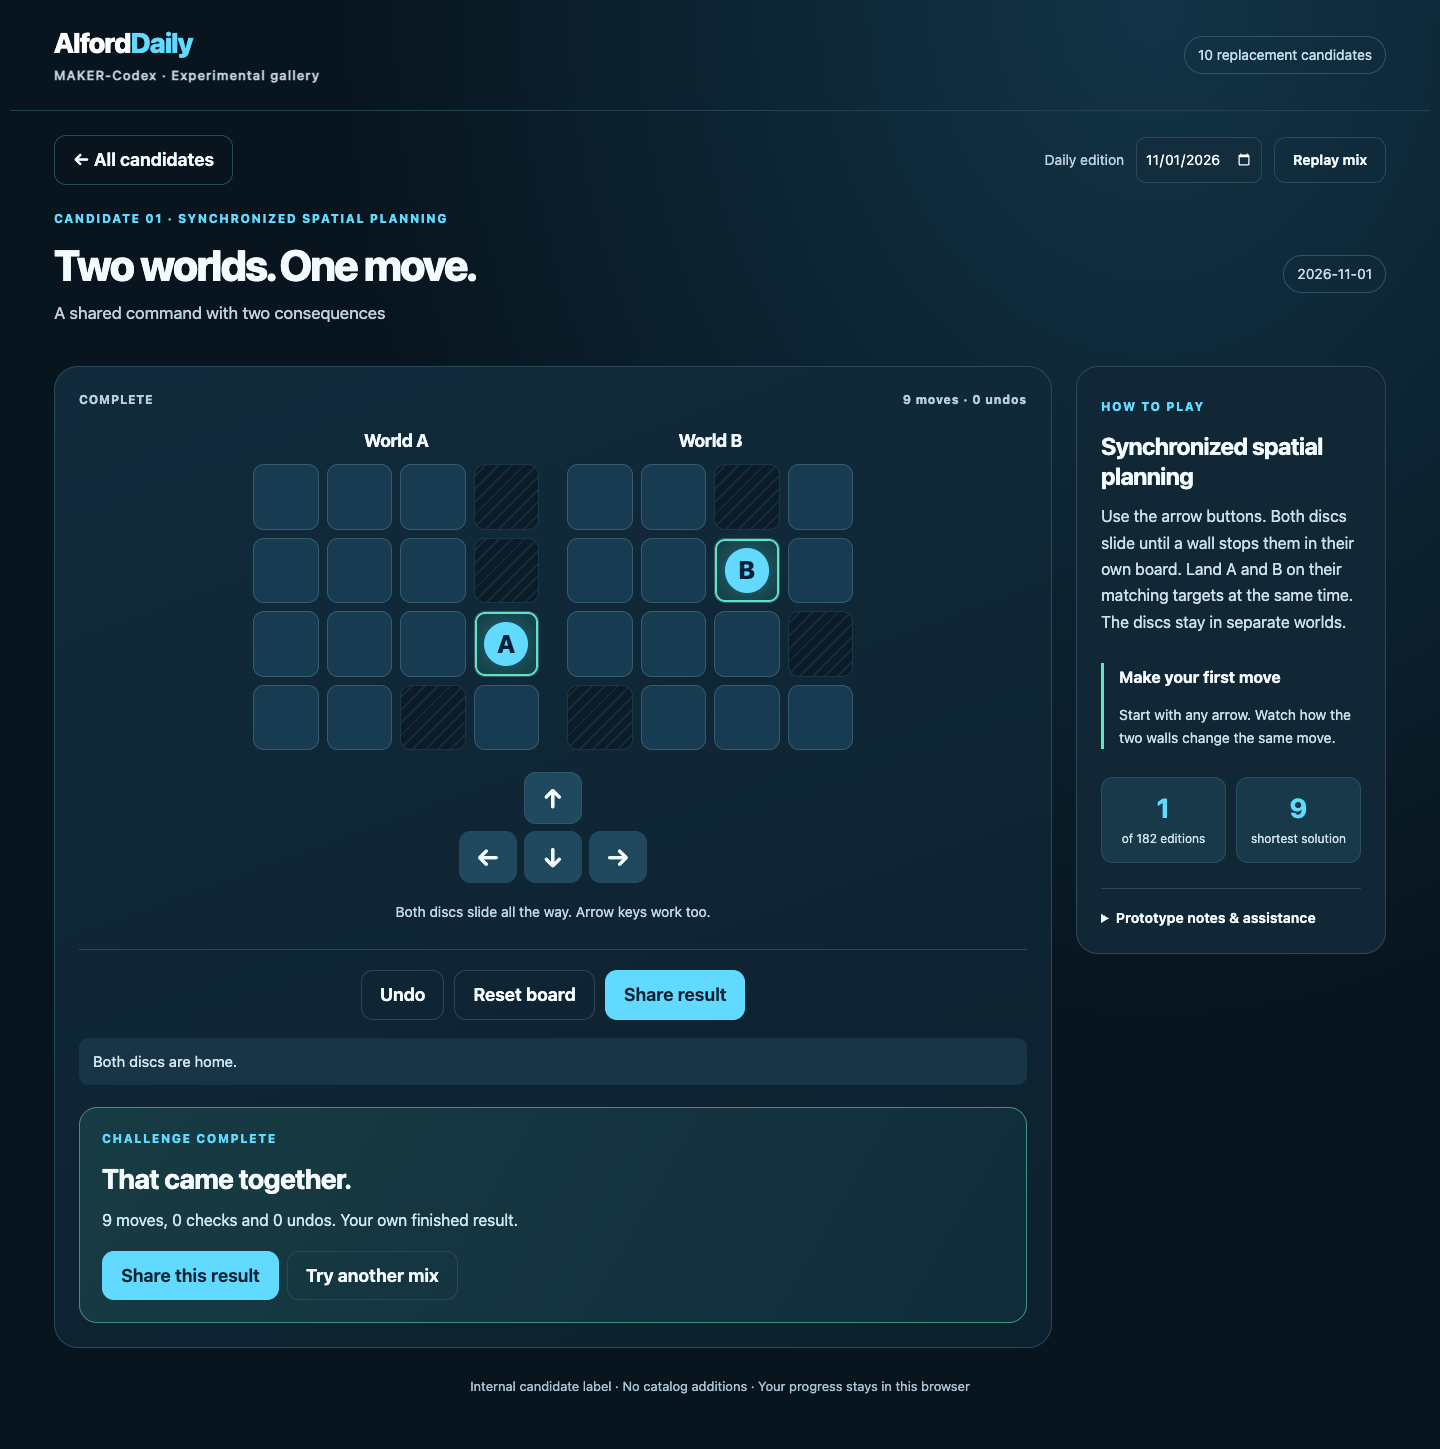 AlfordDaily
MAKER-Codex · Experimental gallery
10 replacement candidates
← All candidates
Daily edition
11/01/2026
Replay mix
CANDIDATE 01 · SYNCHRONIZED SPATIAL PLANNING
Two worlds. One move.
2026-11-01
A shared command with two consequences
COMPLETE
9 moves · 0 undos
World A
World B
B
A
↑
← ↓ →
Both discs slide all the way. Arrow keys work too.
Undo
Reset board
Share result
Both discs are home.
CHALLENGE COMPLETE
That came together.
9 moves, 0 checks and 0 undos. Your own finished result.
Share this result
Try another mix
HOW TO PLAY
Synchronized spatial
planning
Use the arrow buttons. Both discs
slide until a wall stops them in their
own board. Land A and B on their
matching targets at the same time.
The discs stay in separate worlds.
Make your first move
Start with any arrow. Watch how the
two walls change the same move.
1
of 182 editions
9
shortest solution
Prototype notes & assistance
Internal candidate label · No catalog additions · Your progress stays in this browser